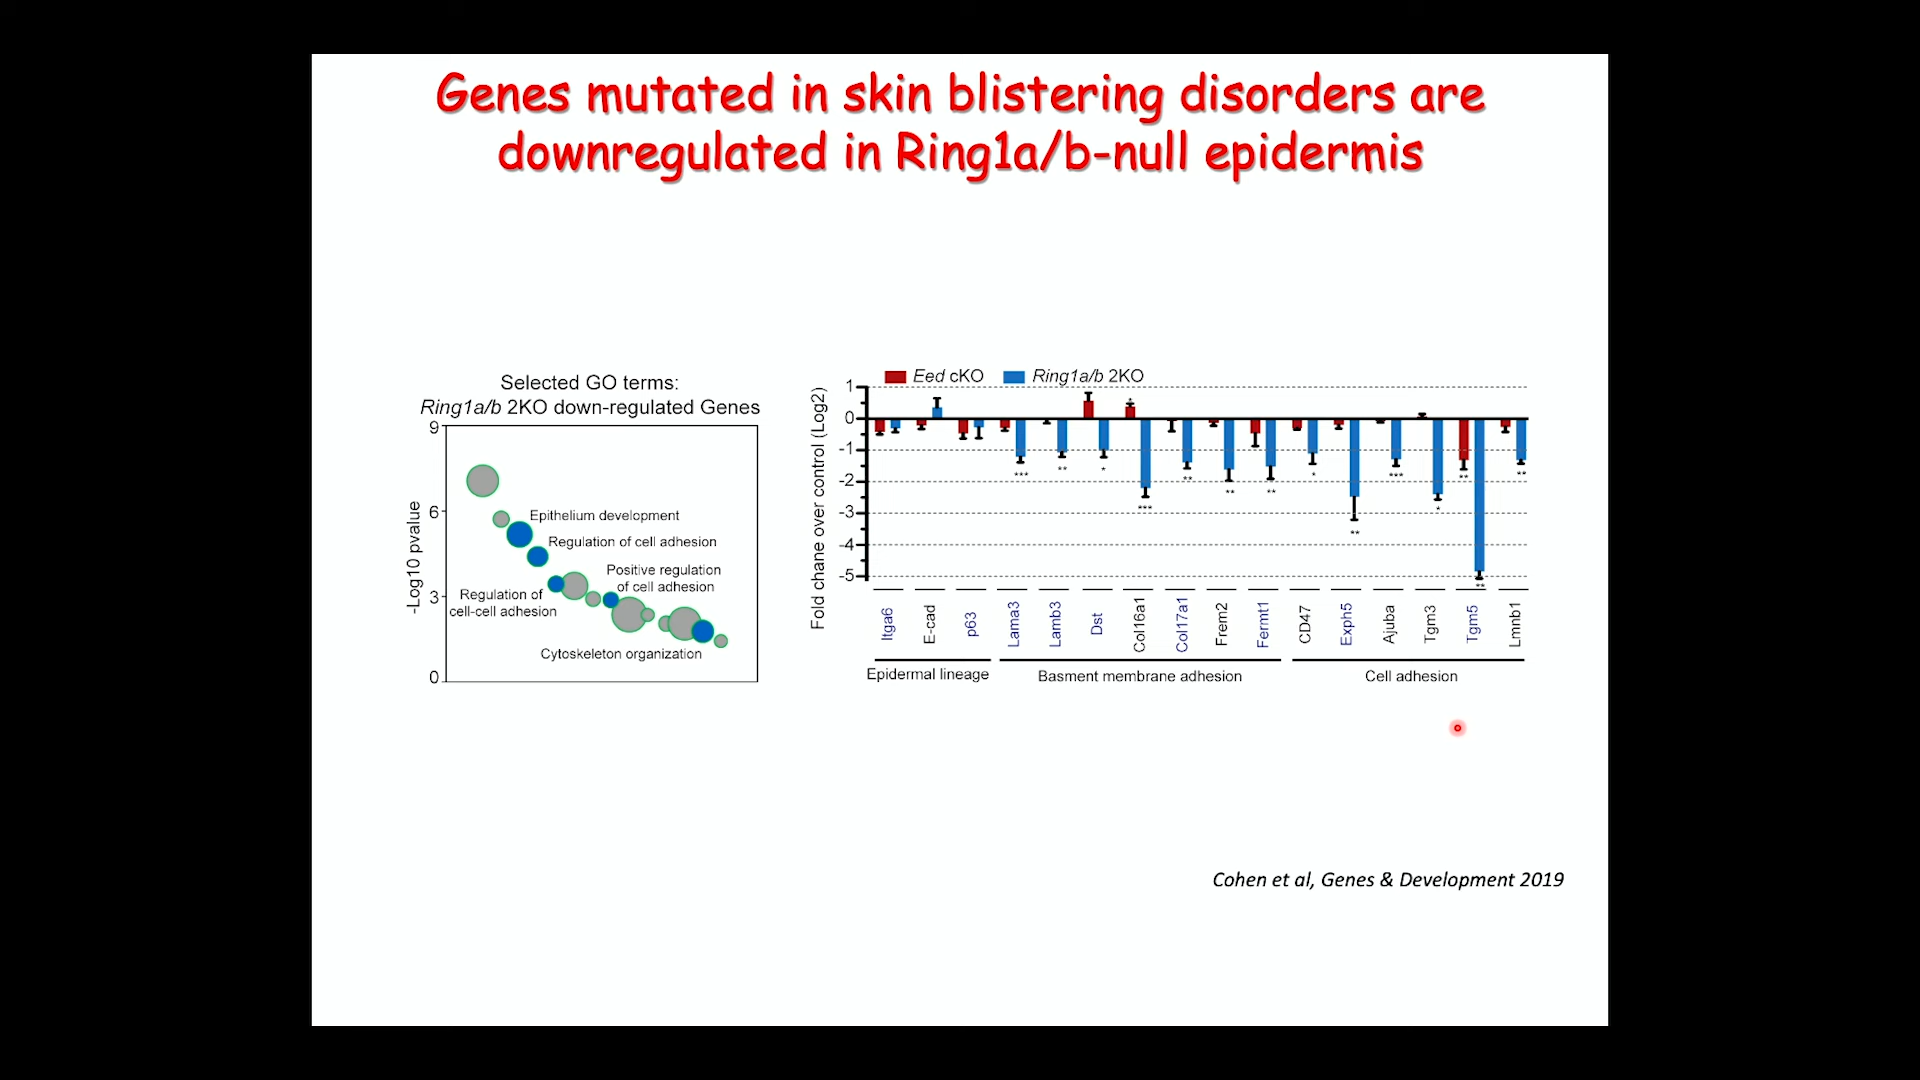 Genes mutated in skin blistering disorders are
downregulated in Ring1a/b-null epidermis
Selected GO terms:
Ring1a/b 2KO down-regulated Genes
-Log10 pvalue
9
6
3
0
Epithelium development
Regulation of cell adhesion
Positive regulation
of cell adhesion
Regulation of
cell-cell adhesion
Cytoskeleton organization
Eed cKO
Ring1a/b 2KO
Fold chane over control (Log2)
1
0
-1
-2
-3
-4
-5
*
***
**
*
***
**
**
**
*
**
***
*
**
**
**
Itga6
E-cad
p63
Lama3
Lamb3
Dst
Col16a1
Col17a1
Frem2
Fermt1
CD47
Exph5
Ajuba
Tgm3
Tgm5
Lmnb1
Epidermal lineage
Basment membrane adhesion
Cell adhesion
Cohen et al, Genes & Development 2019